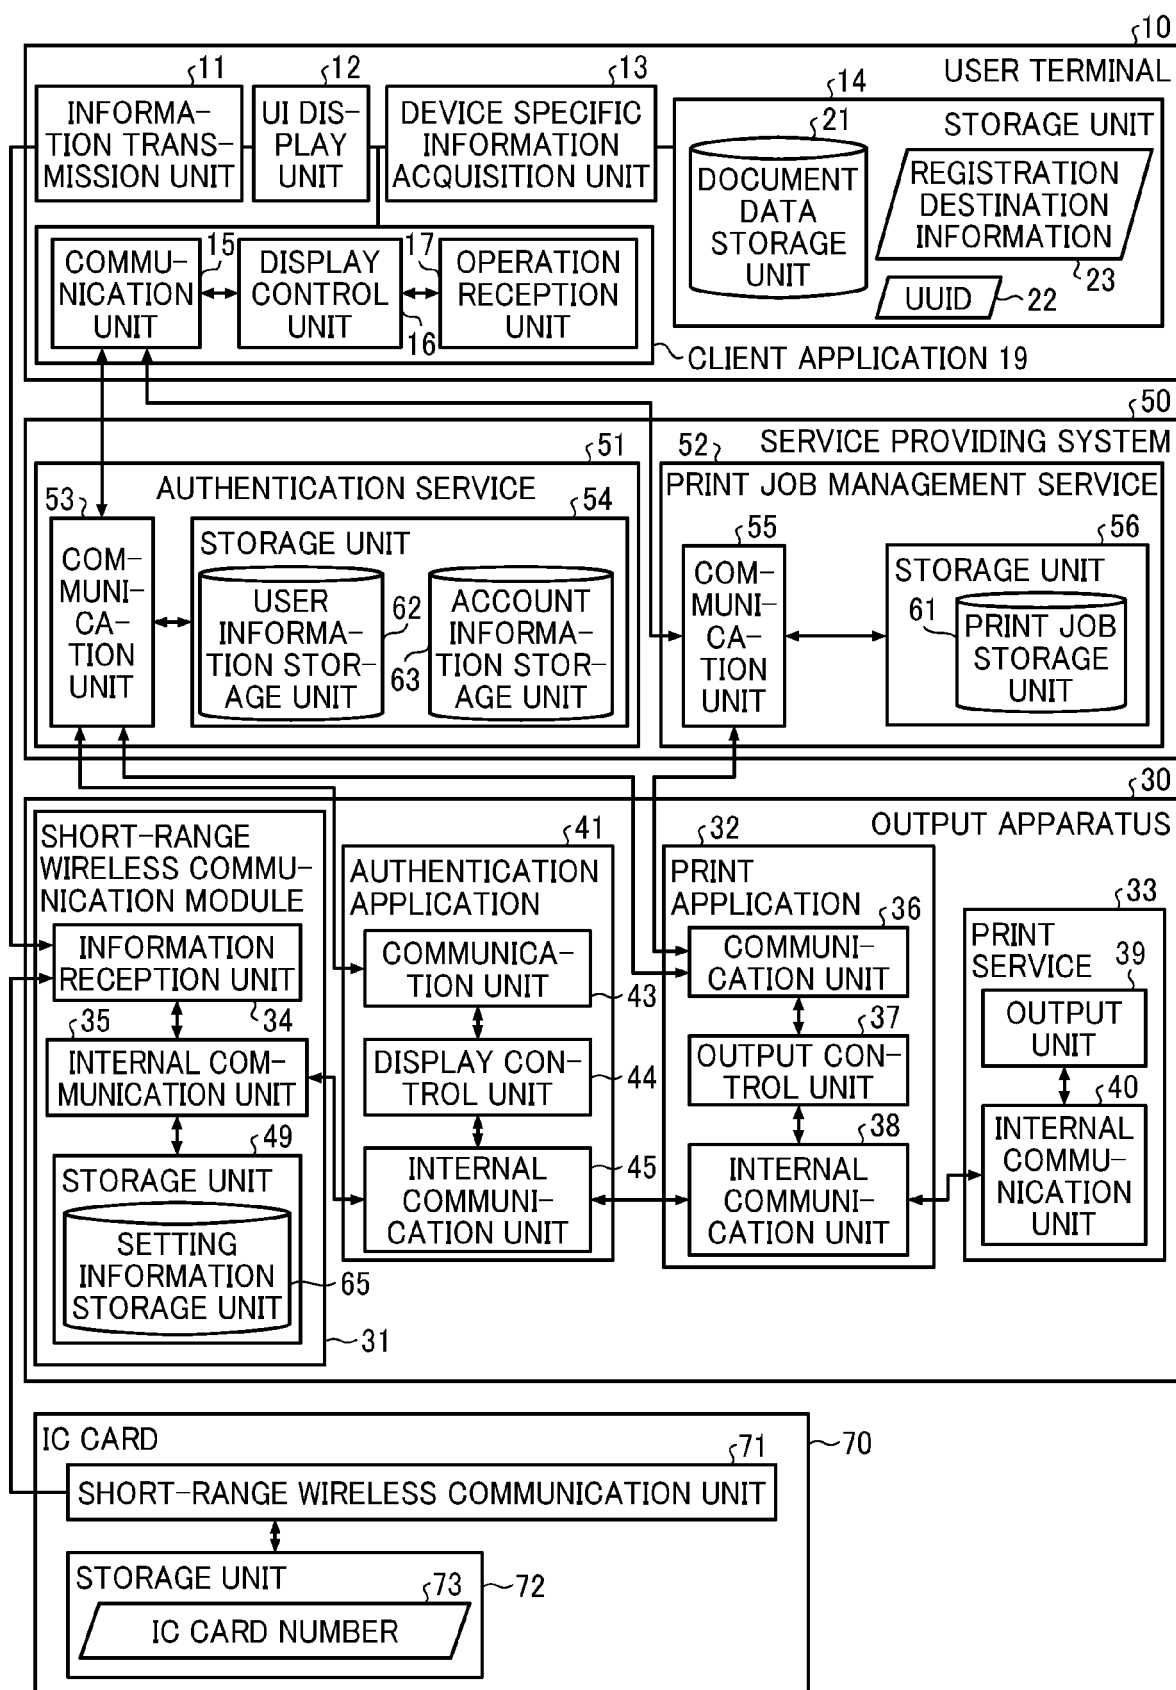 10
USER TERMINAL
11
INFORMA-
TION TRANS-
MISSION UNIT
12
UI DIS-
PLAY
UNIT
13
DEVICE SPECIFIC
INFORMATION
ACQUISITION UNIT
14
STORAGE UNIT
21
DOCUMENT
DATA
STORAGE
UNIT
REGISTRATION
DESTINATION
INFORMATION
23
UUID
22
COMMU-
NICATION
UNIT
15
DISPLAY
CONTROL
UNIT
16
17
OPERATION
RECEPTION
UNIT
CLIENT APPLICATION 19
50
SERVICE PROVIDING SYSTEM
51
AUTHENTICATION SERVICE
53
COM-
MUNI-
CA-
TION
UNIT
54
STORAGE UNIT
USER
INFORMA-
TION STOR-
AGE UNIT
62
63
ACCOUNT
INFORMA-
TION STOR-
AGE UNIT
52
PRINT JOB MANAGEMENT SERVICE
55
COM-
MUNI-
CA-
TION
UNIT
56
STORAGE UNIT
61
PRINT JOB
STORAGE
UNIT
30
OUTPUT APPARATUS
SHORT-RANGE
WIRELESS COMMU-
NICATION MODULE
INFORMATION
RECEPTION UNIT
34
35
INTERNAL COM-
MUNICATION UNIT
49
STORAGE UNIT
SETTING
INFORMATION
STORAGE UNIT
65
31
41
AUTHENTICATION
APPLICATION
COMMUNICA-
TION UNIT
43
DISPLAY CON-
TROL UNIT
44
INTERNAL
COMMUNI-
CATION UNIT
45
32
PRINT
APPLICATION
36
COMMUNI-
CATION UNIT
37
OUTPUT CON-
TROL UNIT
38
INTERNAL
COMMUNI-
CATION UNIT
33
PRINT
SERVICE
39
OUTPUT
UNIT
40
INTERNAL
COMMU-
NICATION
UNIT
IC CARD
70
71
SHORT-RANGE WIRELESS COMMUNICATION UNIT
STORAGE UNIT
72
73
IC CARD NUMBER